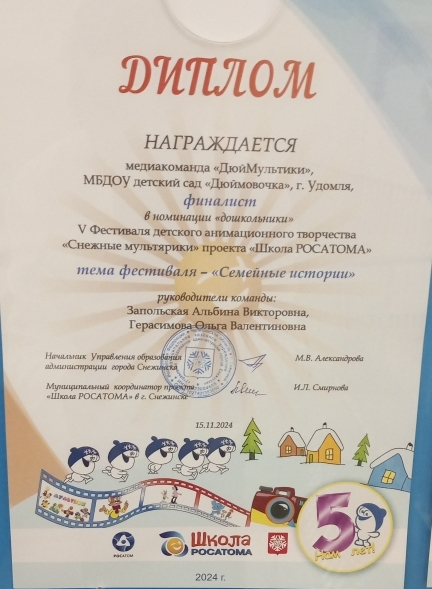 ДИПЛОМ
НАГРАЖДАЕТСЯ
медиакоманда «ДюйМультики»,
МБДОУ детский сад «Дюймовочка», г. Удомля,
финалист
в номинации «дошкольники»
V Фестиваля детского анимационного творчества
«Снежные мультярики» проекта «Школа РОСАТОМА»
тема фестиваля – «Семейные истории»
руководители команды:
Запольская Альбина Викторовна,
Герасимова Ольга Валентиновна
Начальник Управления образования
администрации города Снежинска
М.В. Александрова
Муниципальный координатор проекта
«Школа РОСАТОМА» в г. Снежинске
И.Л. Смирнова
15.11.2024
5
Нам лет!
РОСАТОМ
Школа
РОСАТОМА
2024 г.